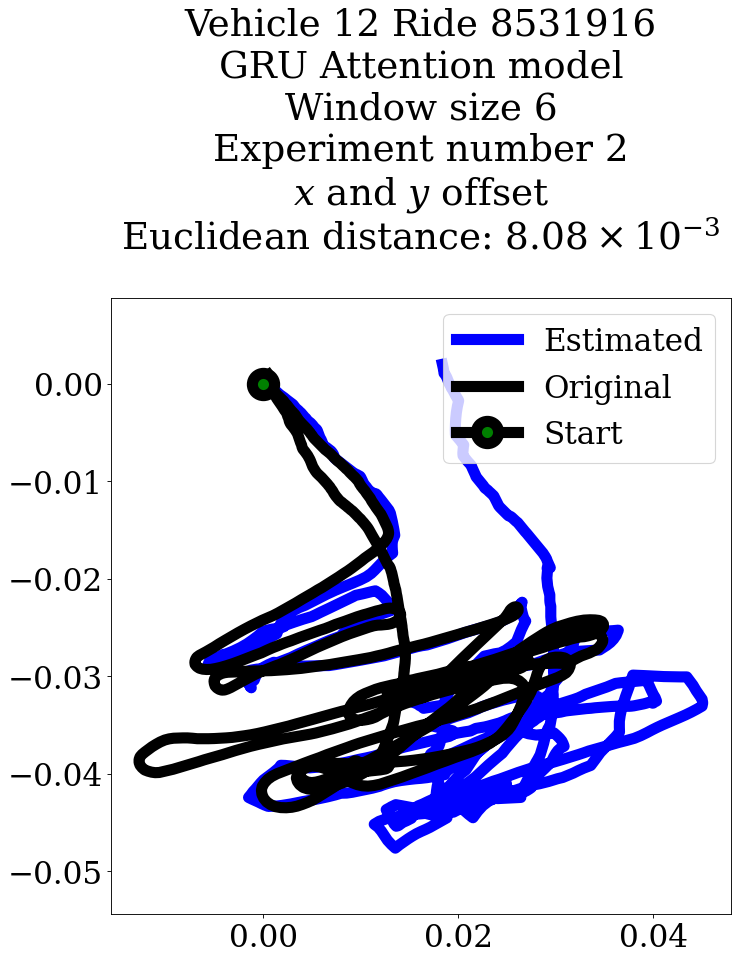 Vehicle 12 Ride 8531916
GRU Attention model
Window size 6
Experiment number 2
x and y offset
Euclidean distance: 8.08 × 10⁻³
Estimated
Original
Start
0.00
−0.01
−0.02
−0.03
−0.04
−0.05
0.00 0.02 0.04